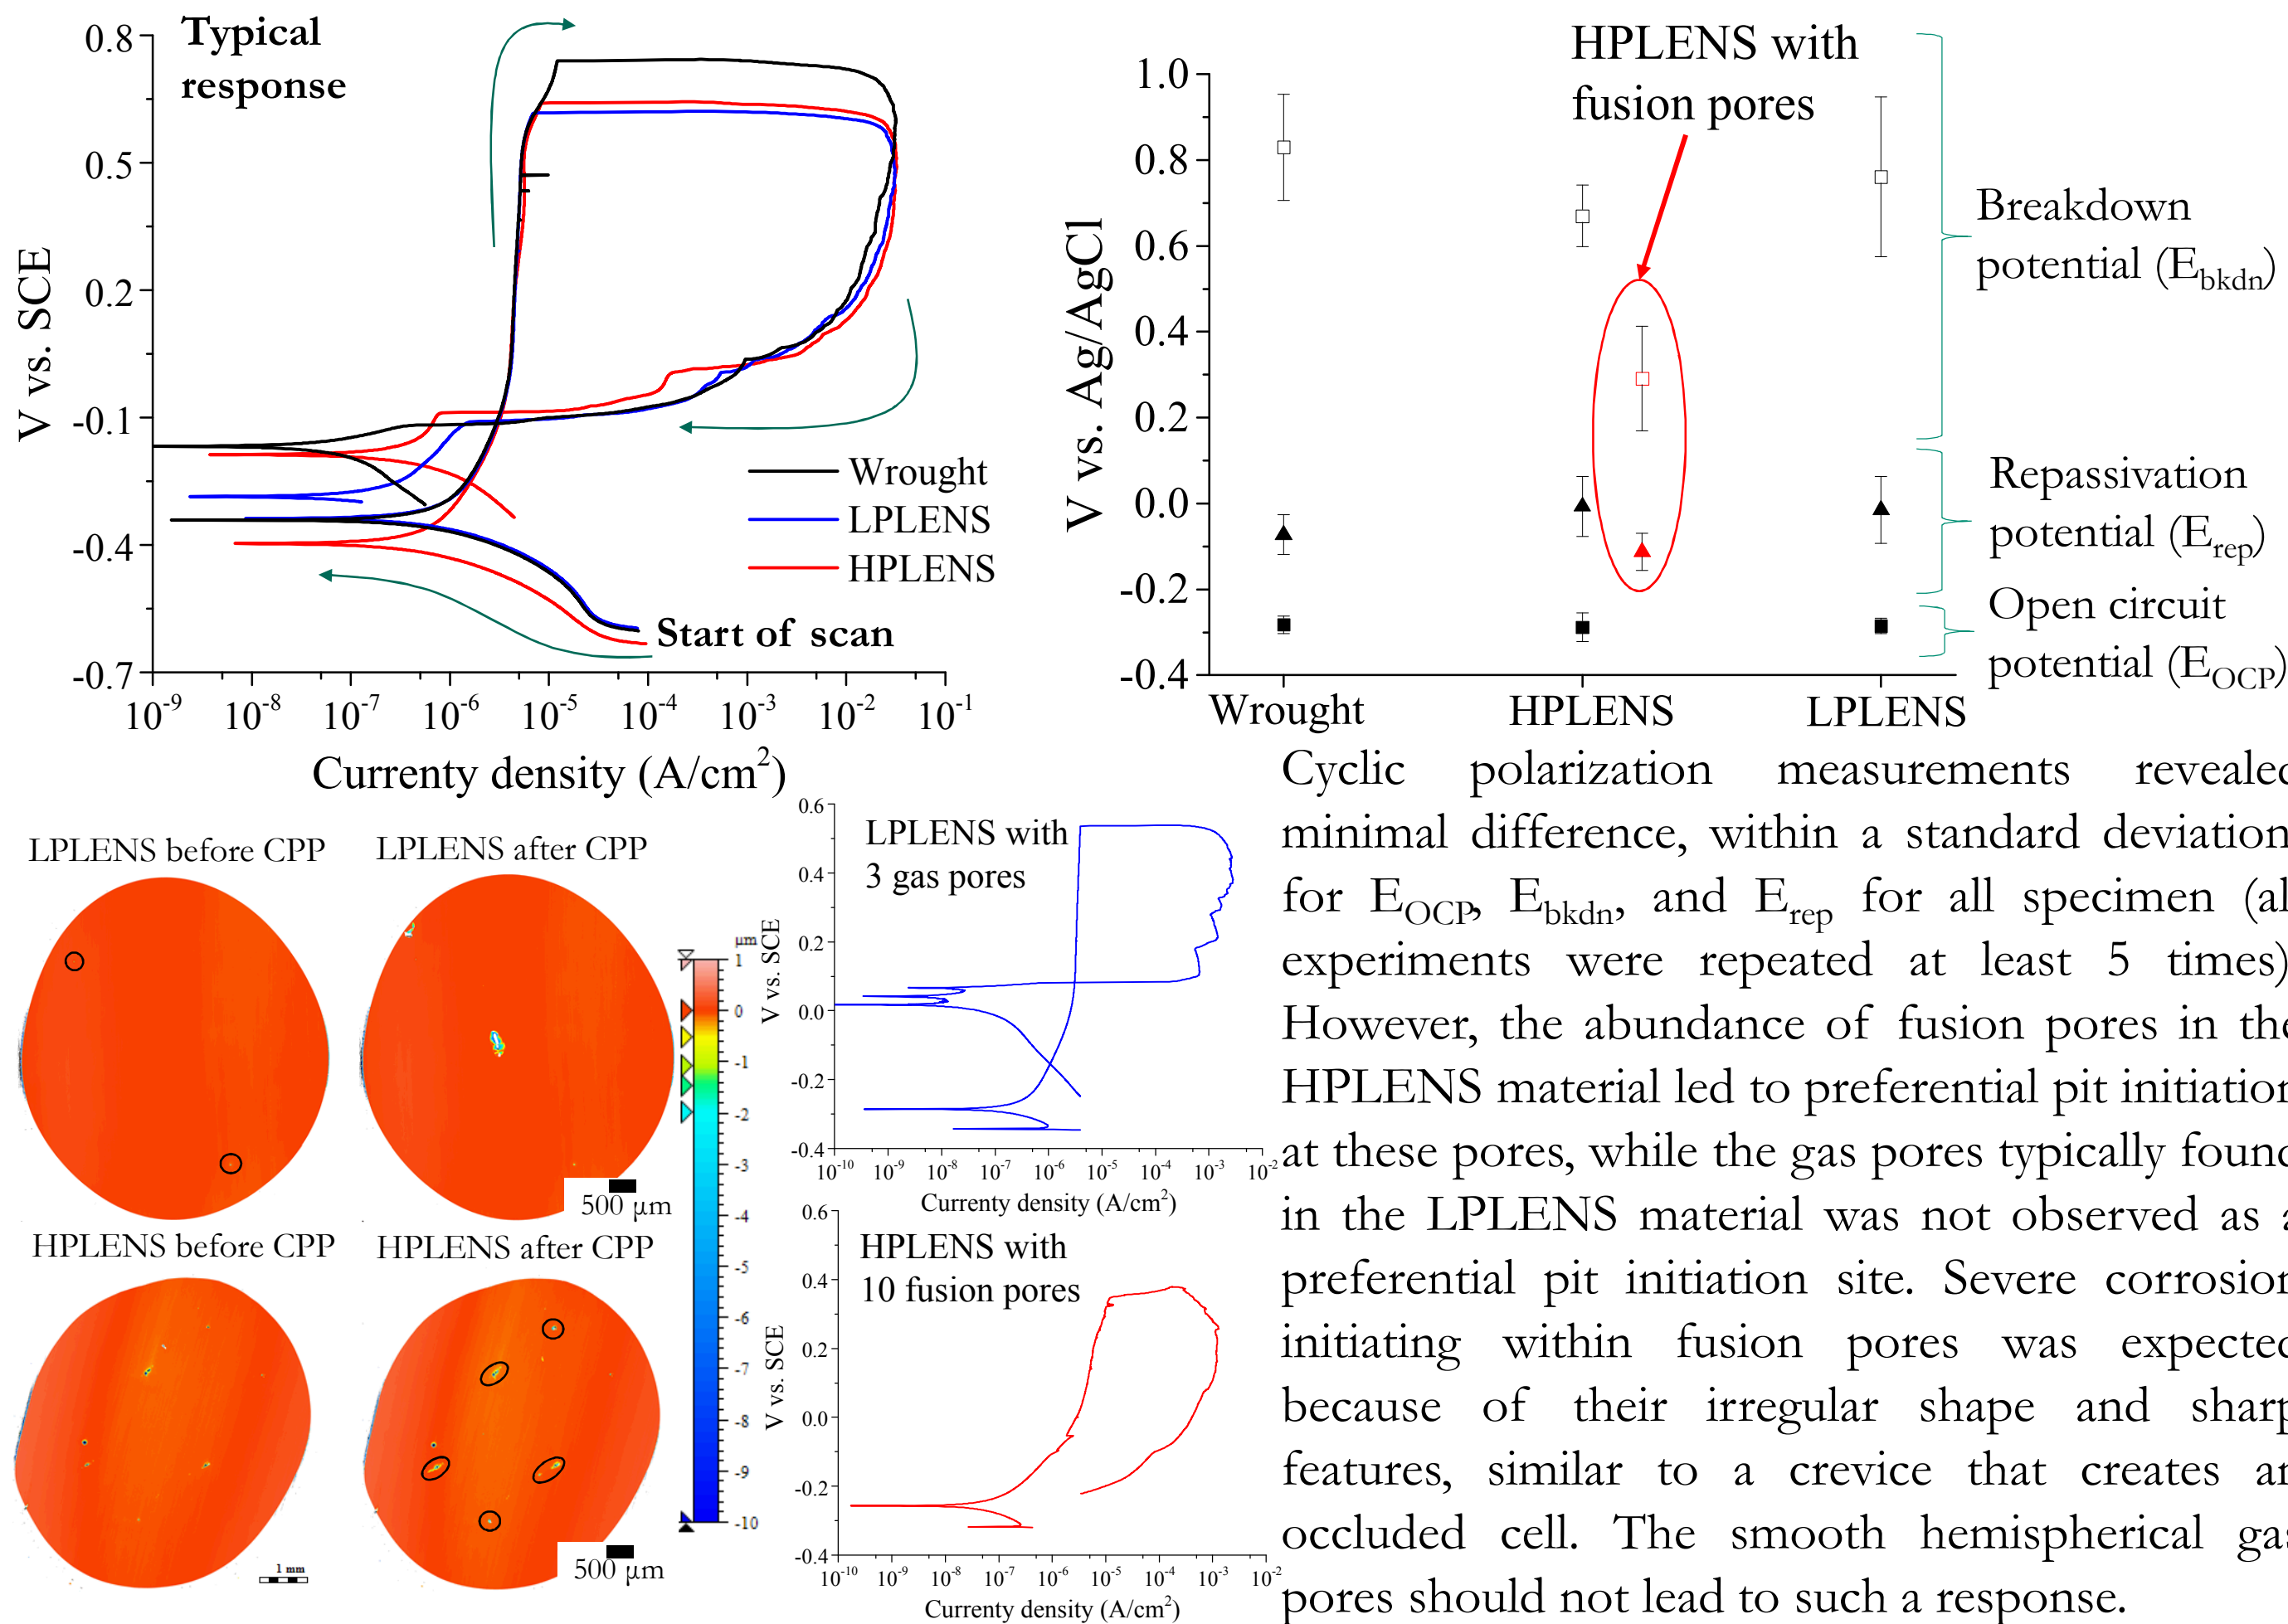 Typical
response
0.8
0.5
0.2
-0.1
-0.4
-0.7
V vs. SCE
Wrought
LPLENS
HPLENS
Start of scan
10-9
10-8
10-7
10-6
10-5
10-4
10-3
10-2
10-1
Currenty density (A/cm2)
HPLENS with
fusion pores
1.0
0.8
0.6
0.4
0.2
0.0
-0.2
-0.4
V vs. Ag/AgCl
Wrought
HPLENS
LPLENS
Breakdown
potential (Ebkdn)
Repassivation
potential (Erep)
Open circuit
potential (EOCP)
LPLENS before CPP
LPLENS after CPP
500 µm
HPLENS before CPP
HPLENS after CPP
1 mm
500 µm
µm
1
0
-1
-2
-3
-4
-5
-6
-7
-8
-9
-10
LPLENS with
3 gas pores
0.6
0.4
0.2
0.0
-0.2
-0.4
V vs. SCE
10-10
10-9
10-8
10-7
10-6
10-5
10-4
10-3
10-2
Currenty density (A/cm2)
HPLENS with
10 fusion pores
0.6
0.4
0.2
0.0
-0.2
-0.4
V vs. SCE
10-10
10-9
10-8
10-7
10-6
10-5
10-4
10-3
10-2
Currenty density (A/cm2)
Cyclic polarization measurements revealed
minimal difference, within a standard deviation
for EOCP, Ebkdn, and Erep for all specimen (al
experiments were repeated at least 5 times)
However, the abundance of fusion pores in the
HPLENS material led to preferential pit initiation
at these pores, while the gas pores typically found
in the LPLENS material was not observed as a
preferential pit initiation site. Severe corrosion
initiating within fusion pores was expected
because of their irregular shape and sharp
features, similar to a crevice that creates an
occluded cell. The smooth hemispherical gas
pores should not lead to such a response.